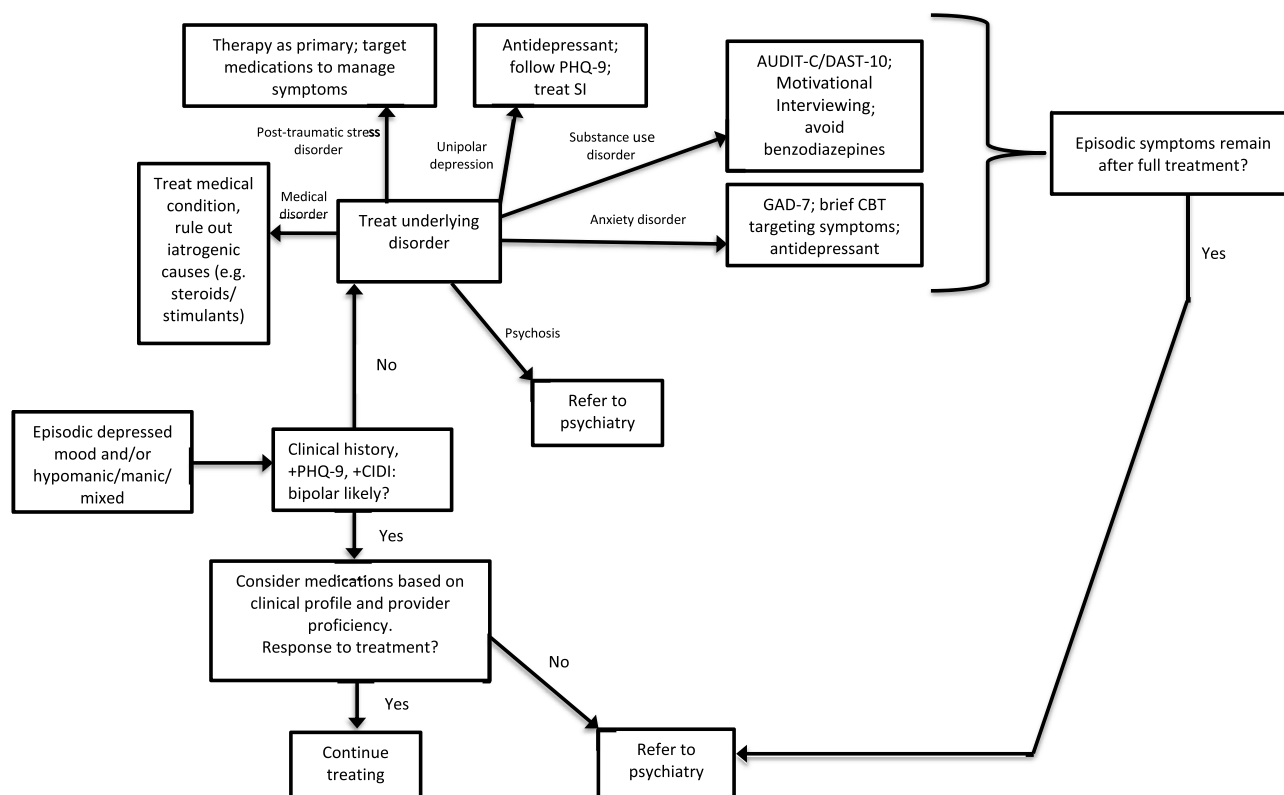 Therapy as primary; target
medications to manage
symptoms
Antidepressant;
follow PHQ-9;
treat SI
AUDIT-C/DAST-10;
Motivational
Interviewing;
avoid
benzodiazepines
Episodic symptoms remain
after full treatment?
Post-traumatic stress
disorder
Unipolar
depression
Substance use
disorder
Treat medical
condition,
rule out
iatrogenic
causes (e.g.
steroids/
stimulants)
Medical
disorder
Treat underlying
disorder
Anxiety disorder
GAD-7; brief CBT
targeting symptoms;
antidepressant
Yes
Psychosis
No
Refer to
psychiatry
Episodic depressed
mood and/or
hypomanic/manic/
mixed
Clinical history,
+PHQ-9, +CIDI:
bipolar likely?
Yes
Consider medications based on
clinical profile and provider
proficiency.
Response to treatment?
No
Yes
Continue
treating
Refer to
psychiatry